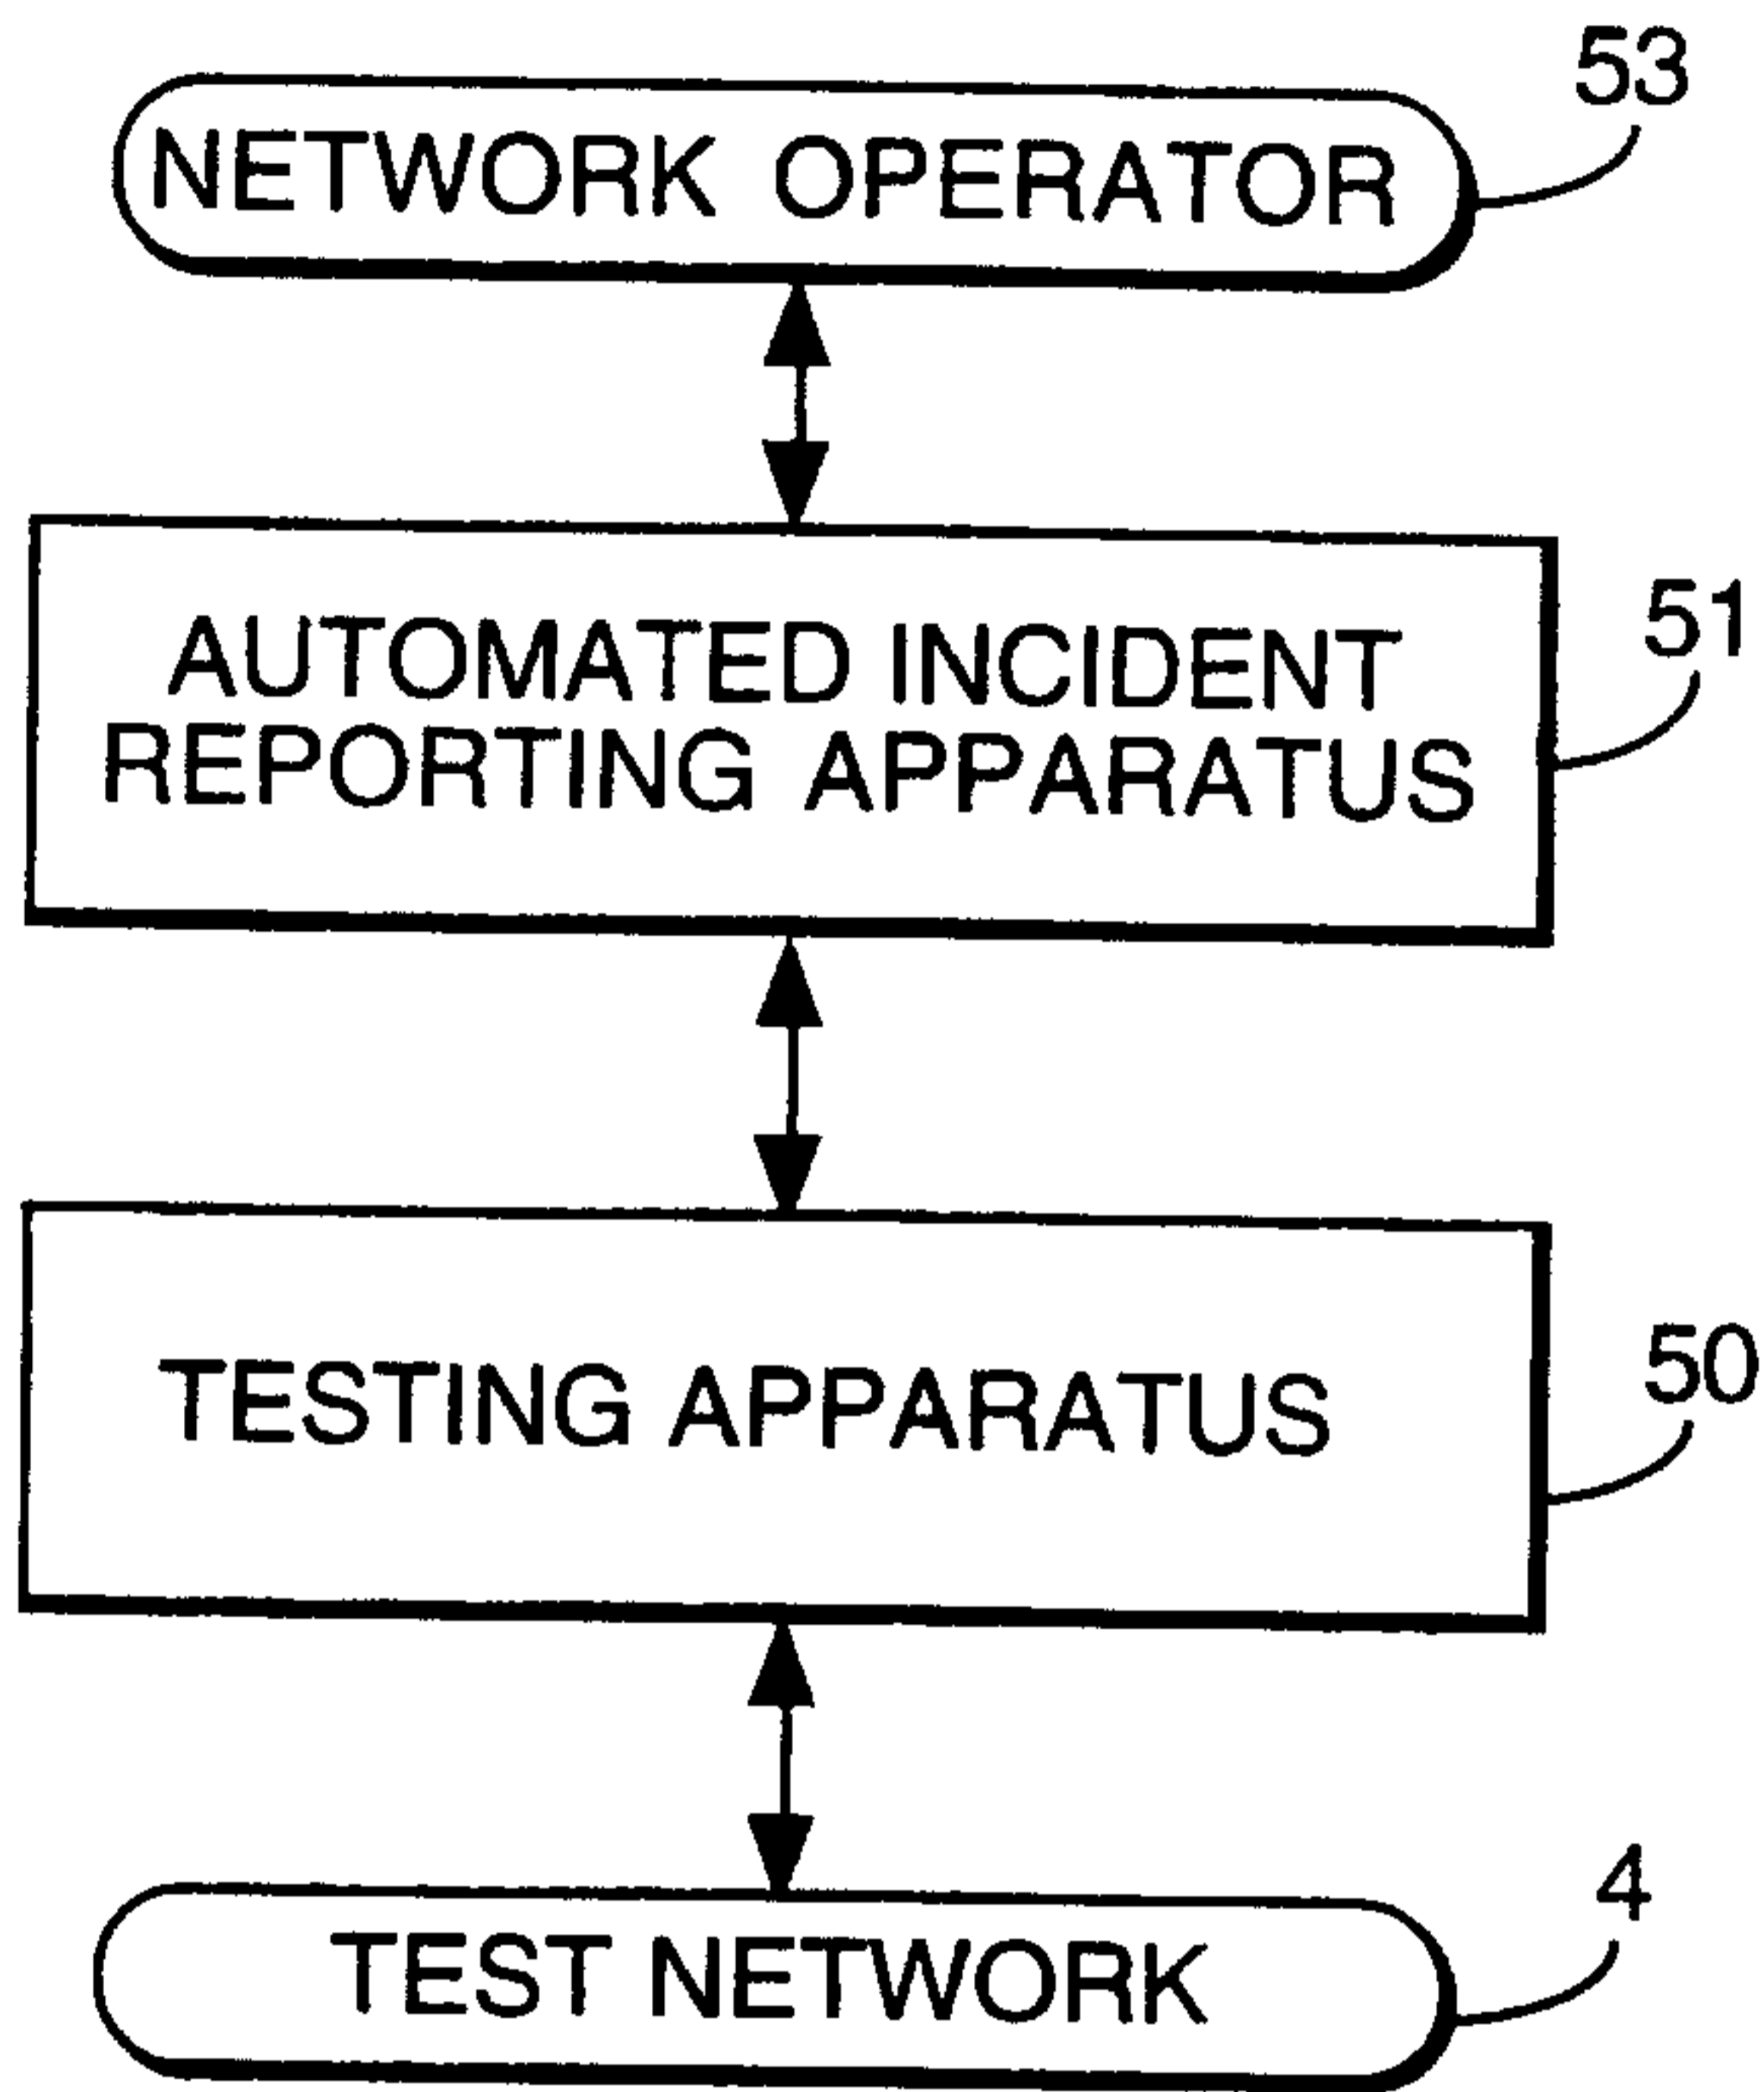 53
NETWORK OPERATOR
AUTOMATED INCIDENT
REPORTING APPARATUS
51
TESTING APPARATUS
50
4
TEST NETWORK